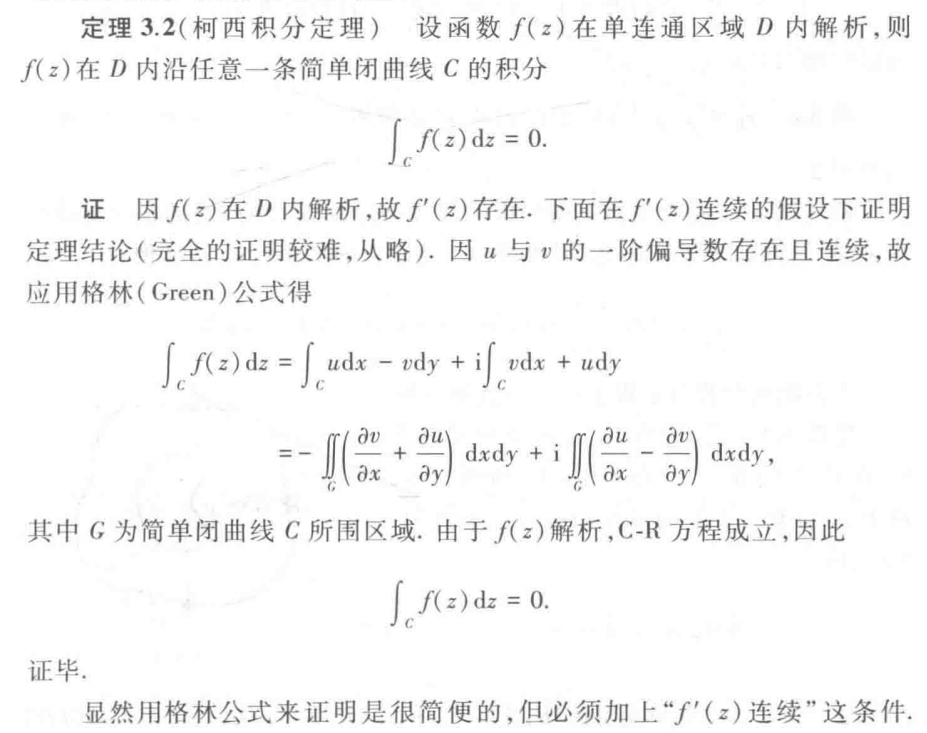 定理 3.2(柯西积分定理) 设函数 f(z)在单连通区域 D 内解析,则
f(z)在 D 内沿任意一条简单闭曲线 C 的积分
∫_C f(z)dz = 0.
证 因 f(z)在 D 内解析,故 f′(z)存在. 下面在 f′(z)连续的假设下证明
定理结论(完全的证明较难,从略). 因 u 与 v 的一阶偏导数存在且连续,故
应用格林(Green)公式得
∫_C f(z)dz = ∫_C udx − vdy + i∫_C vdx + udy
= − ∬_G (∂v/∂x + ∂u/∂y) dxdy + i ∬_G (∂u/∂x − ∂v/∂y) dxdy,
其中 G 为简单闭曲线 C 所围区域. 由于 f(z)解析,C-R 方程成立,因此
∫_C f(z)dz = 0.
证毕.
显然用格林公式来证明是很简便的,但必须加上“f′(z)连续”这条件.